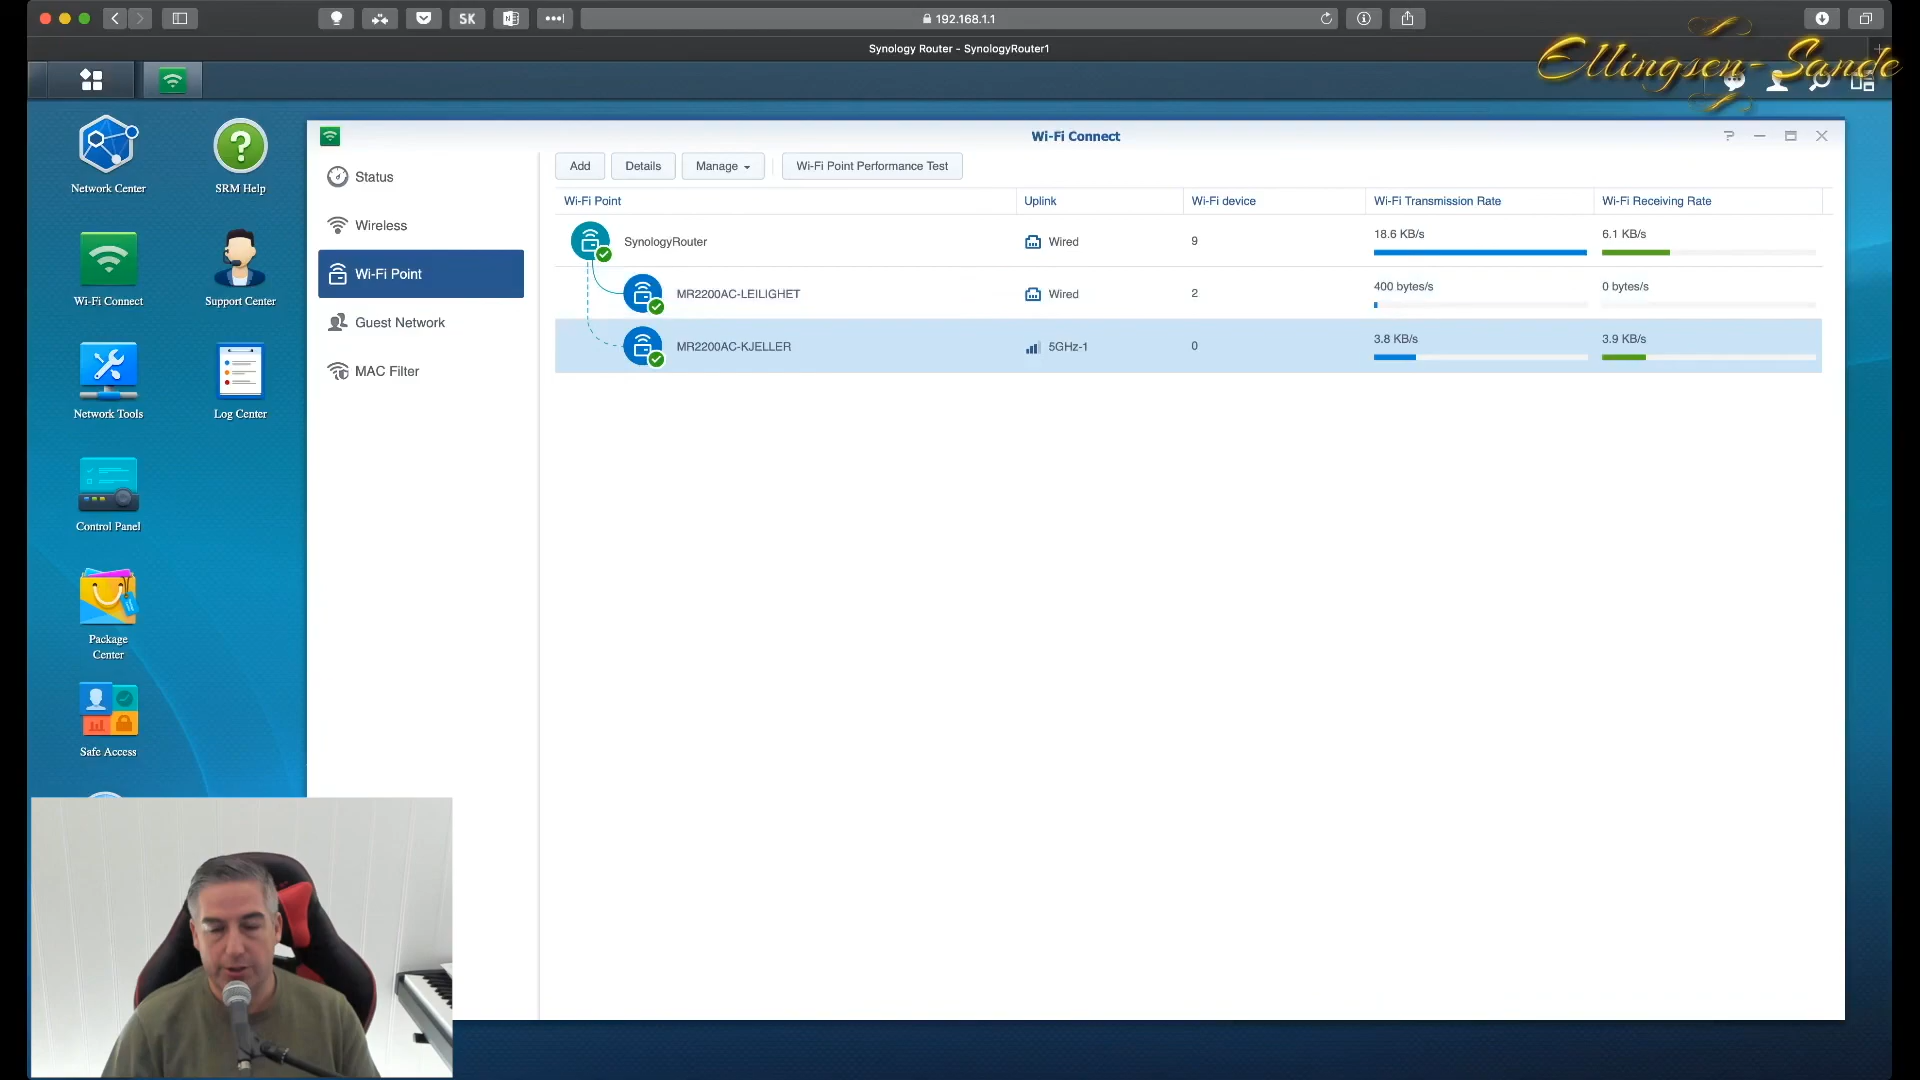 SK
192.168.1.1
Synology Router - SynologyRouter1
Ellingsen-Sande
Network Center
SRM Help
Wi-Fi Connect
Support Center
Network Tools
Log Center
Control Panel
Package
Center
Safe Access
Wi-Fi Connect
Status
Wireless
Wi-Fi Point
Guest Network
MAC Filter
Add
Details
Manage
Wi-Fi Point Performance Test
Wi-Fi Point
Uplink
Wi-Fi device
Wi-Fi Transmission Rate
Wi-Fi Receiving Rate
SynologyRouter
Wired
9
18.6 KB/s
6.1 KB/s
MR2200AC-LEILIGHET
Wired
2
400 bytes/s
0 bytes/s
MR2200AC-KJELLER
5GHz-1
0
3.8 KB/s
3.9 KB/s